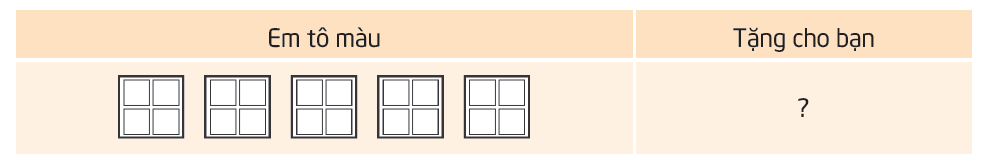 Em tô màu
Tặng cho bạn
?